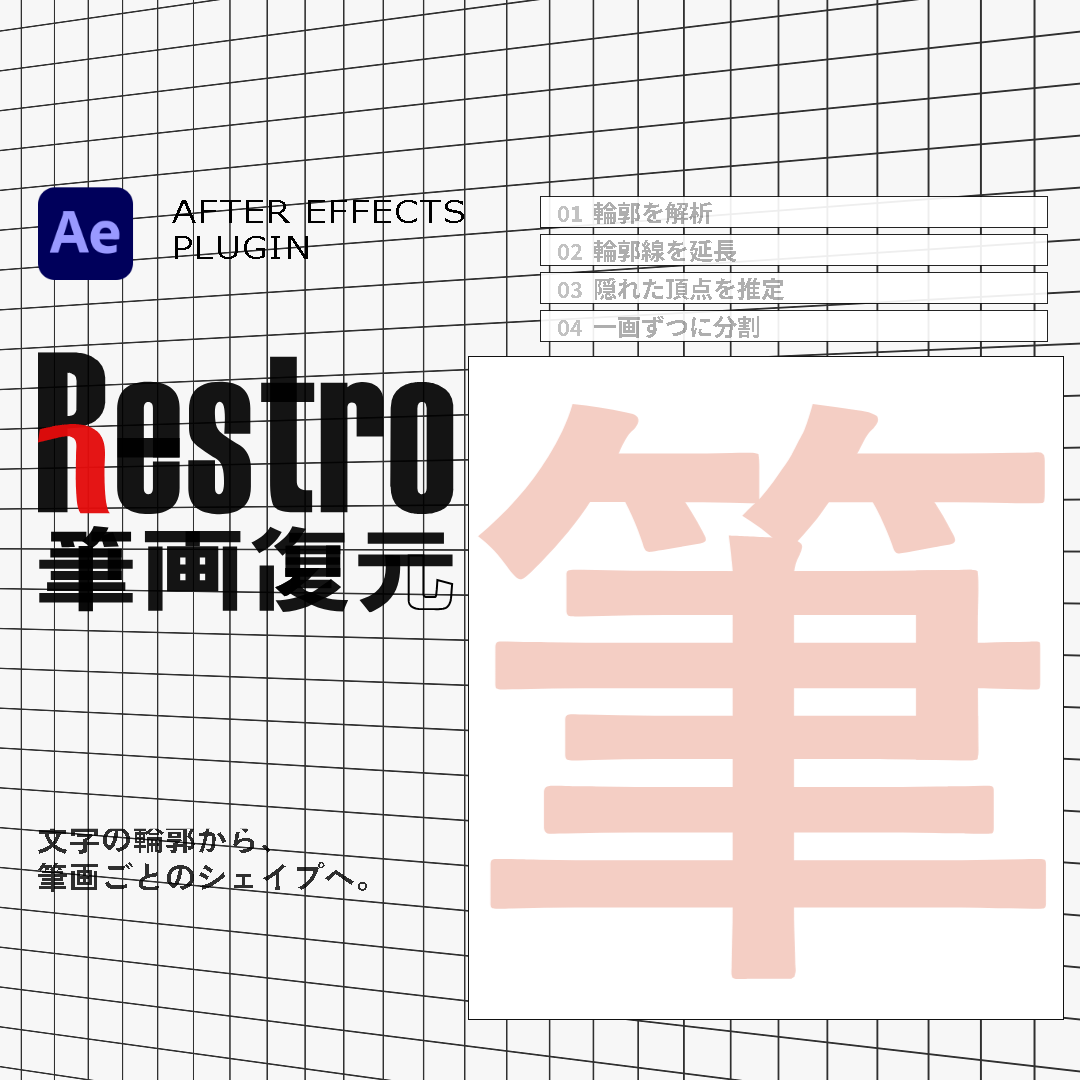 Ae
AFTER EFFECTS
PLUGIN
01 輪郭を解析
02 輪郭線を延長
03 隠れた頂点を推定
04 一画ずつに分割
Restro
筆画復元
筆
文字の輪郭から、
筆画ごとのシェイプへ。